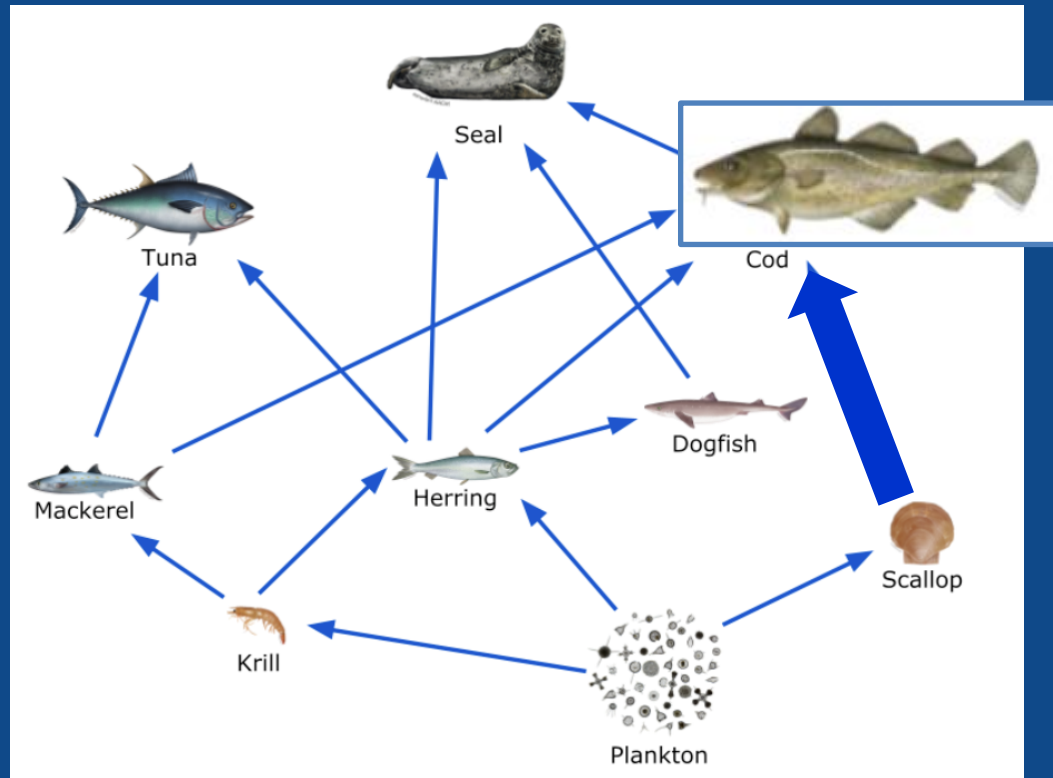 Seal
Tuna
Cod
Dogfish
Mackerel
Herring
Scallop
Krill
Plankton